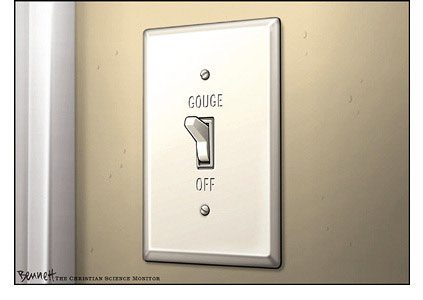 GOUGE
OFF
Bennett THE CHRISTIAN SCIENCE MONITOR